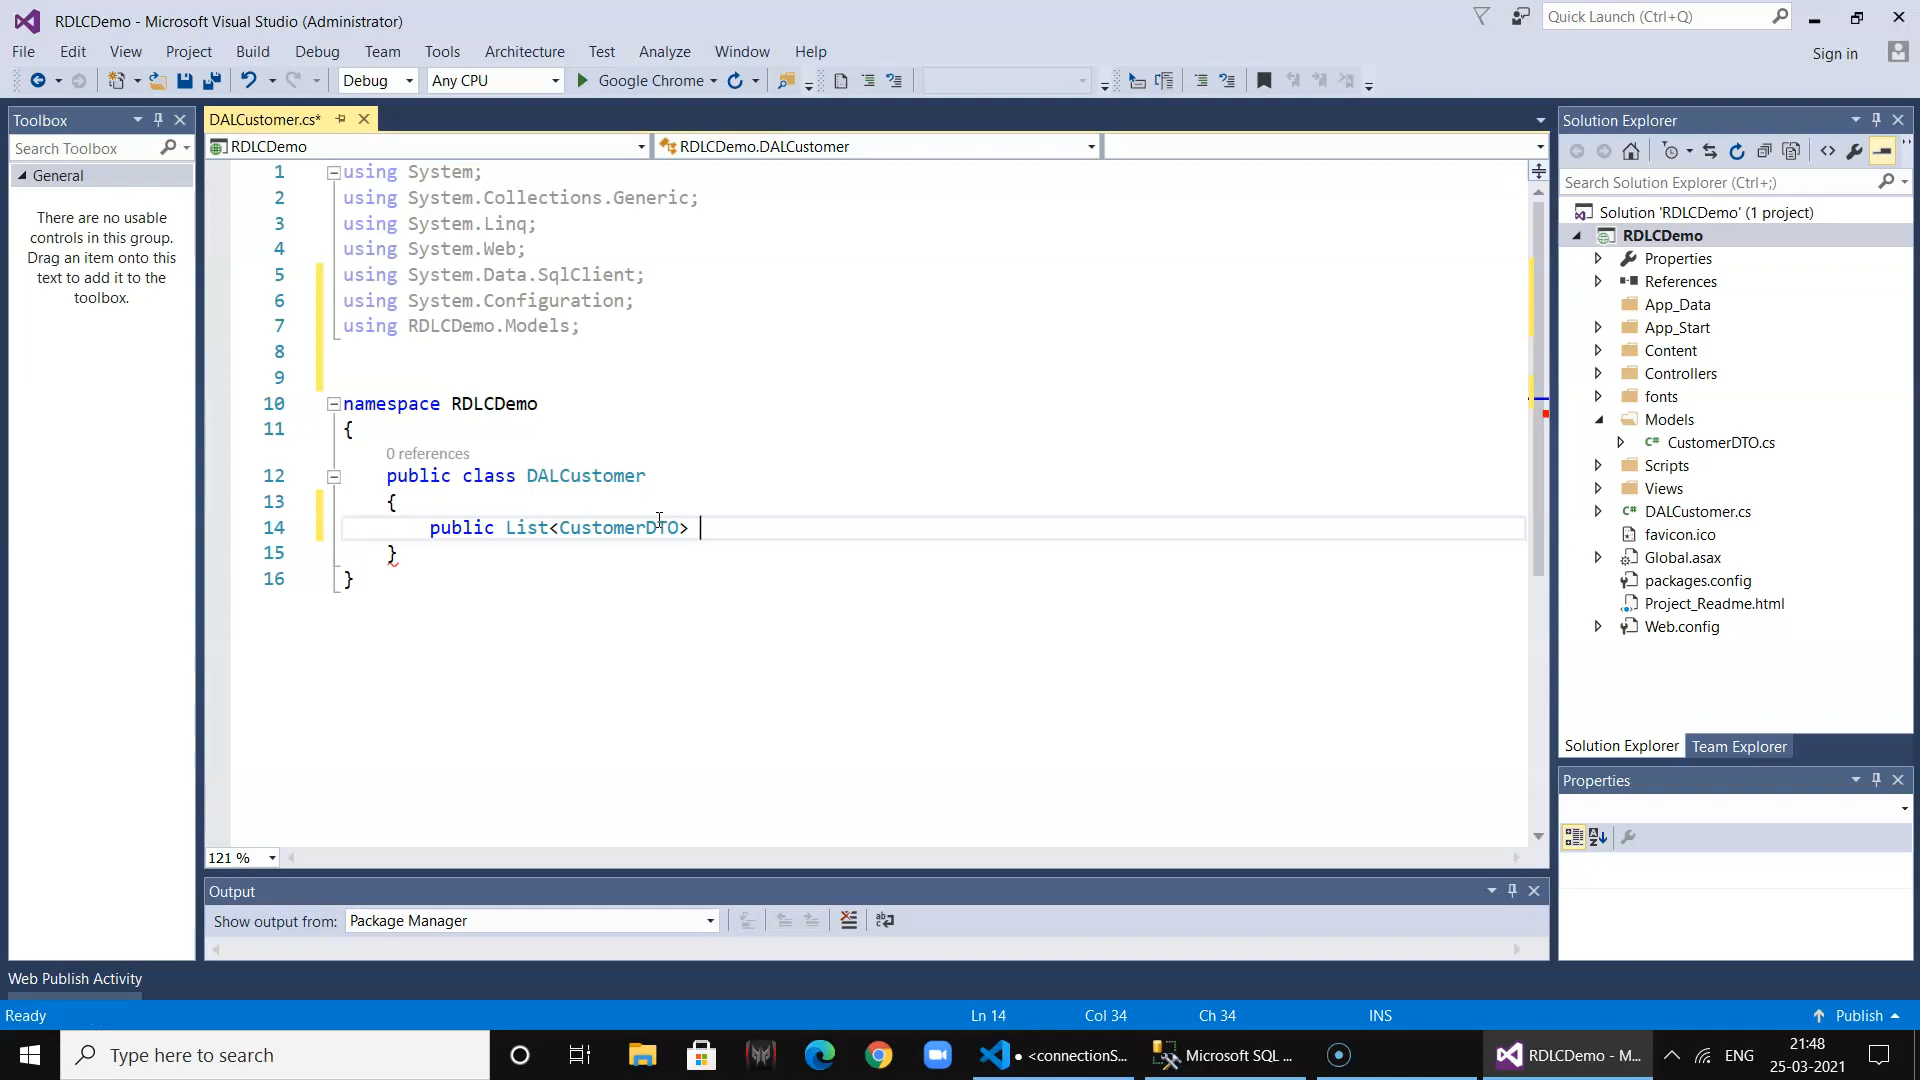 RDLCDemo - Microsoft Visual Studio (Administrator)
Quick Launch (Ctrl+Q)
File Edit View Project Build Debug Team Tools Architecture Test Analyze Window Help
Sign in
Debug Any CPU Google Chrome
Toolbox
Search Toolbox
General
There are no usable
controls in this group.
Drag an item onto this
text to add it to the
toolbox.
DALCustomer.cs*
RDLCDemo RDLCDemo.DALCustomer
1 using System;
2 using System.Collections.Generic;
3 using System.Linq;
4 using System.Web;
5 using System.Data.SqlClient;
6 using System.Configuration;
7 using RDLCDemo.Models;
8
9
10 namespace RDLCDemo
11 {
0 references
12 public class DALCustomer
13 {
14 public List<CustomerDTO>
15 }
16 }
121 %
Output
Show output from: Package Manager
Solution Explorer
Search Solution Explorer (Ctrl+;)
Solution 'RDLCDemo' (1 project)
RDLCDemo
Properties
References
App_Data
App_Start
Content
Controllers
fonts
Models
C# CustomerDTO.cs
Scripts
Views
C# DALCustomer.cs
favicon.ico
Global.asax
packages.config
Project_Readme.html
Web.config
Solution Explorer Team Explorer
Properties
Web Publish Activity
Ready Ln 14 Col 34 Ch 34 INS Publish
Type here to search
<connectionS...
Microsoft SQL ...
RDLCDemo - M...
ENG
21:48
25-03-2021